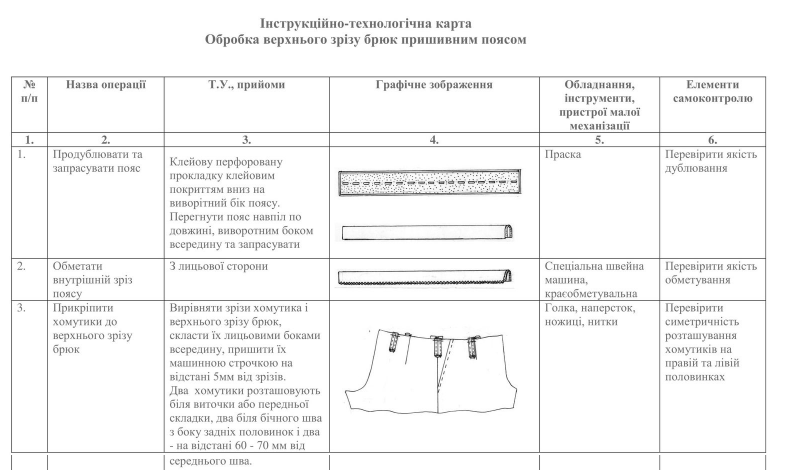 Інструкційно-технологічна карта
Обробка верхнього зрізу брюк пришивним поясом
№ п/п
Назва операції
Т.У., прийоми
Графічне зображення
Обладнання,
інструменти,
пристрої малої
механізації
Елементи
самоконтролю
1. 2. 3. 4. 5. 6.
1.
Продублювати та
запрасувати пояс
Клейову перфоровану
прокладку клейовим
покриттям вниз на
виворітний бік поясу.
Перегнути пояс навпіл по
довжині, виворотним боком
всередину та запрасувати
Праска
Перевірити якість
дублювання
2.
Обметати
внутрішній зріз
поясу
З лицьової сторони
Спеціальна швейна
машина,
краєобметувальна
Перевірити якість
обметування
3.
Прикріпити
хомутики до
верхнього зрізу
брюк
Вирівняти зрізи хомутика і
верхнього зрізу брюк,
скласти їх лицьовими боками
всередину, пришити їх
машинною строчкою на
відстані 5мм від зрізів.
Два хомутики розташовують
біля виточки або передньої
складки, два біля бічного шва
з боку задніх половинок і два
- на відстані 60 - 70 мм від
середнього шва.
Голка, наперсток,
ножиці, нитки
Перевірити
симетричність
розташування
хомутиків на
правій та лівій
половинках